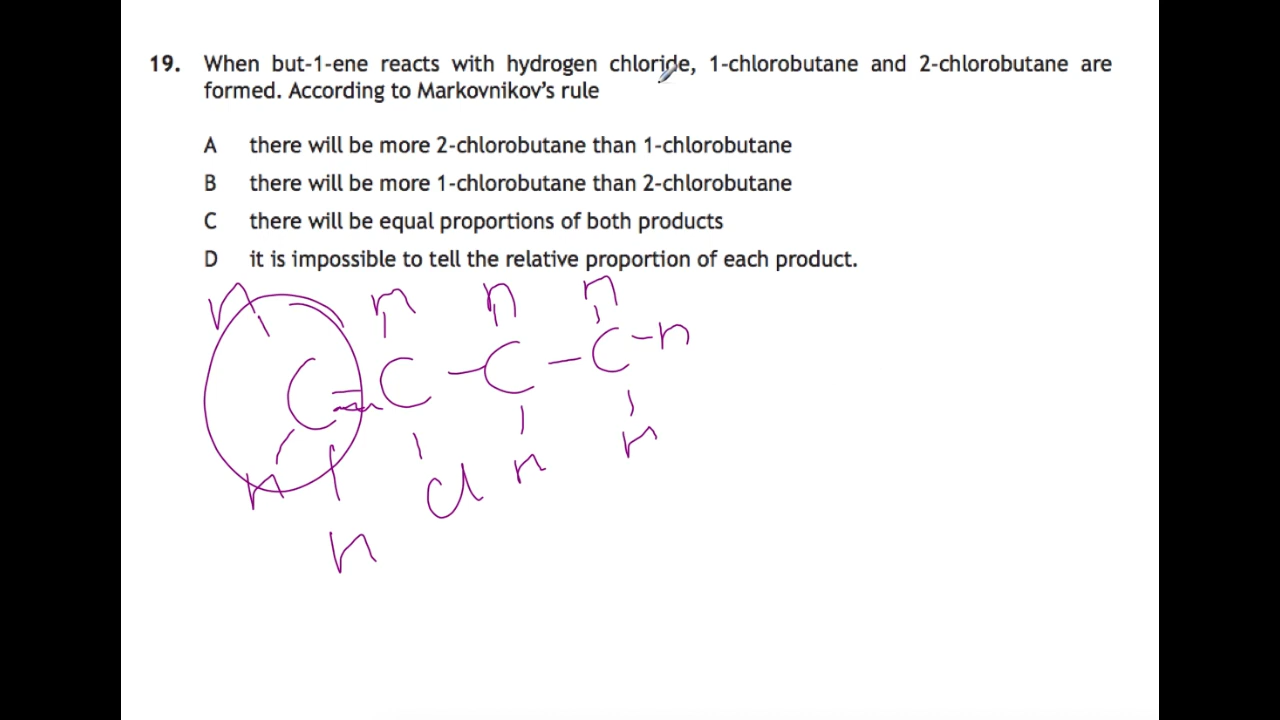 19. When but-1-ene reacts with hydrogen chloride, 1-chlorobutane and 2-chlorobutane are
formed. According to Markovnikov's rule
A there will be more 2-chlorobutane than 1-chlorobutane
B there will be more 1-chlorobutane than 2-chlorobutane
C there will be equal proportions of both products
D it is impossible to tell the relative proportion of each product.
H H H H
C = C - C - C - H
H H Cl H H